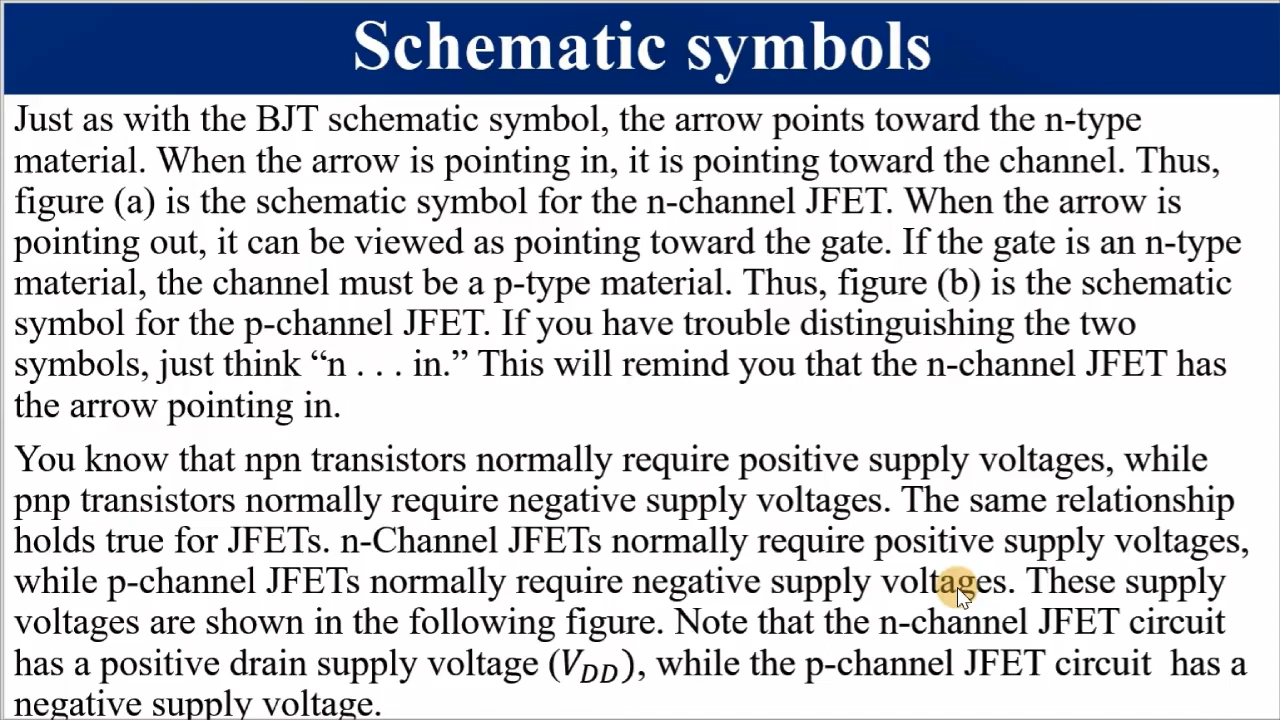 Schematic symbols
Just as with the BJT schematic symbol, the arrow points toward the n-type
material. When the arrow is pointing in, it is pointing toward the channel. Thus,
figure (a) is the schematic symbol for the n-channel JFET. When the arrow is
pointing out, it can be viewed as pointing toward the gate. If the gate is an n-type
material, the channel must be a p-type material. Thus, figure (b) is the schematic
symbol for the p-channel JFET. If you have trouble distinguishing the two
symbols, just think “n . . . in.” This will remind you that the n-channel JFET has
the arrow pointing in.
You know that npn transistors normally require positive supply voltages, while
pnp transistors normally require negative supply voltages. The same relationship
holds true for JFETs. n-Channel JFETs normally require positive supply voltages,
while p-channel JFETs normally require negative supply voltages. These supply
voltages are shown in the following figure. Note that the n-channel JFET circuit
has a positive drain supply voltage (V_{DD}), while the p-channel JFET circuit has a
negative supply voltage.